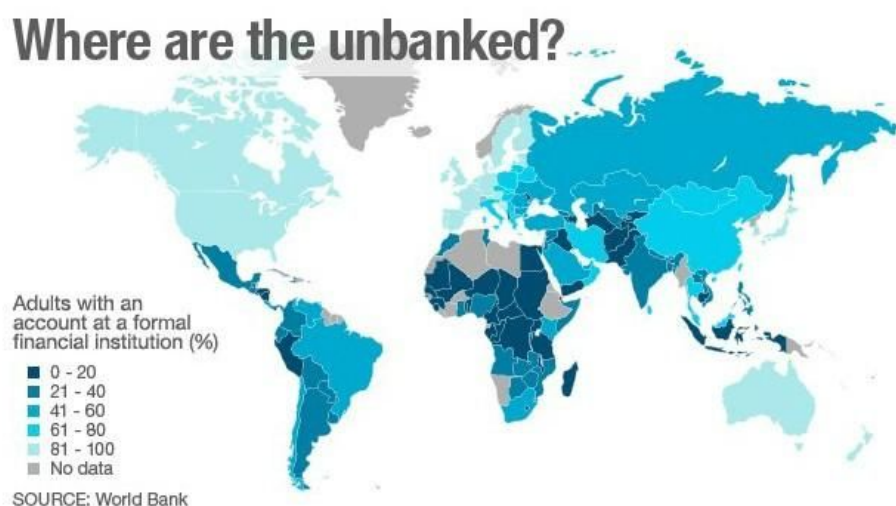 Where are the unbanked?
Adults with an
account at a formal
financial institution (%)
0 - 20
21 - 40
41 - 60
61 - 80
81 - 100
No data
SOURCE: World Bank